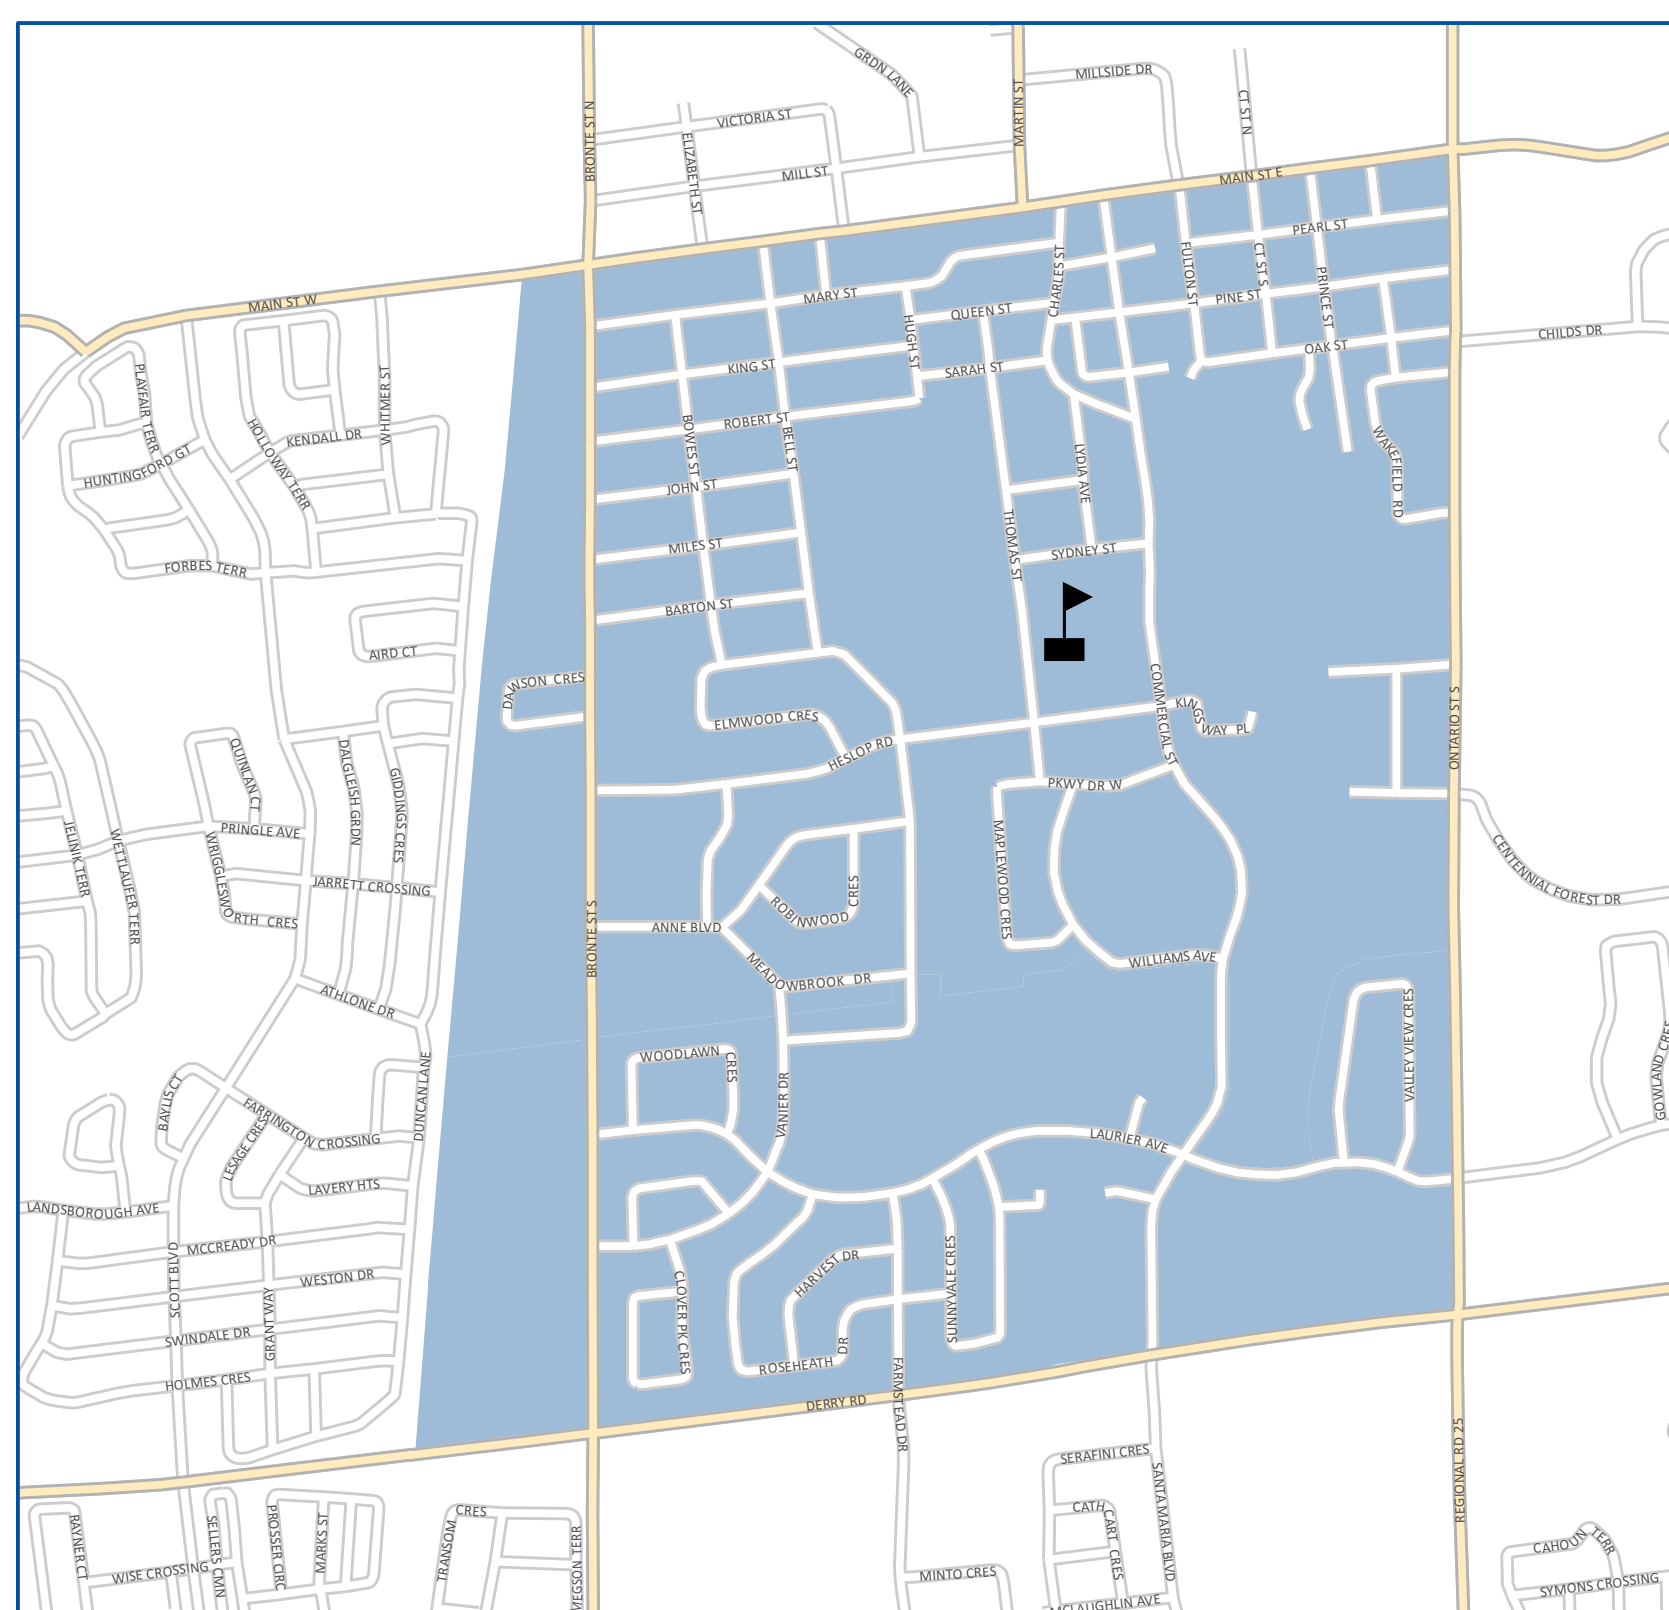 GRDN LANE
MILLSIDE DR
BRONTE ST N
VICTORIA ST
MARTIN ST
CT ST N
ELIZABETH ST
MILL ST
MAIN ST E
PEARL ST
MAIN ST W
MARY ST
CHARLES ST
FULTON ST
CT ST S
PRINCE ST
QUEEN ST
PINE ST
CHILDS DR
HUGH ST
OAK ST
PLAYFAIR TERR
WHITMER ST
KING ST
SARAH ST
HOLLOWAY TERR
KENDALL DR
ROBERT ST
BOWES ST
BELL ST
WAKEFIELD RD
HUNTINGFORD GT
LYDIA AVE
JOHN ST
THOMAS ST
MILES ST
SYDNEY ST
FORBES TERR
BARTON ST
AIRD CT
DAWSON CRES
COMMERCIAL ST
KINGSWAY PL
ONTARIO ST S
ELMWOOD CRES
HESLOP RD
QUINLAN CT
DALGLEISH GRDN
GIDDINGS CRES
PKWY DR W
JELINIK TERR
WETTLAUFER TERR
PRINGLE AVE
WRIGGLESWORTH CRES
MAPLEWOOD CRES
CENTENNIAL FOREST DR
JARRETT CROSSING
ROBINWOOD CRES
BRONTE ST S
ANNE BLVD
MEADOWBROOK DR
WILLIAMS AVE
ATHLONE DR
VALLEY VIEW CRES
WOODLAWN CRES
GOWLAND CRES
BAYLIS CT
DUNCAN LANE
VANIER DR
FARRINGTON CROSSING
LESAGE CRES
LAURIER AVE
LAVERY HTS
LANDSBOROUGH AVE
MCCREADY DR
SCOTT BLVD
HARVEST DR
SUNNYVALE CRES
WESTON DR
CLOVER PK CRES
GRANT WAY
SWINDALE DR
ROSEHEATH DR
HOLMES CRES
DERRY RD
FARMSTEAD DR
REGIONAL RD 25
SERAFINI CRES
SANTA MARIA BLVD
RAYNER CT
SELLERS CMN
PROSSER CIRC
MARKS ST
TRANSOM CRES
CATHCART CRES
MEGSON TERR
CAHOUN TERR
WISE CROSSING
MINTO CRES
SYMONS CROSSING
MCLAUGHLIN AVE